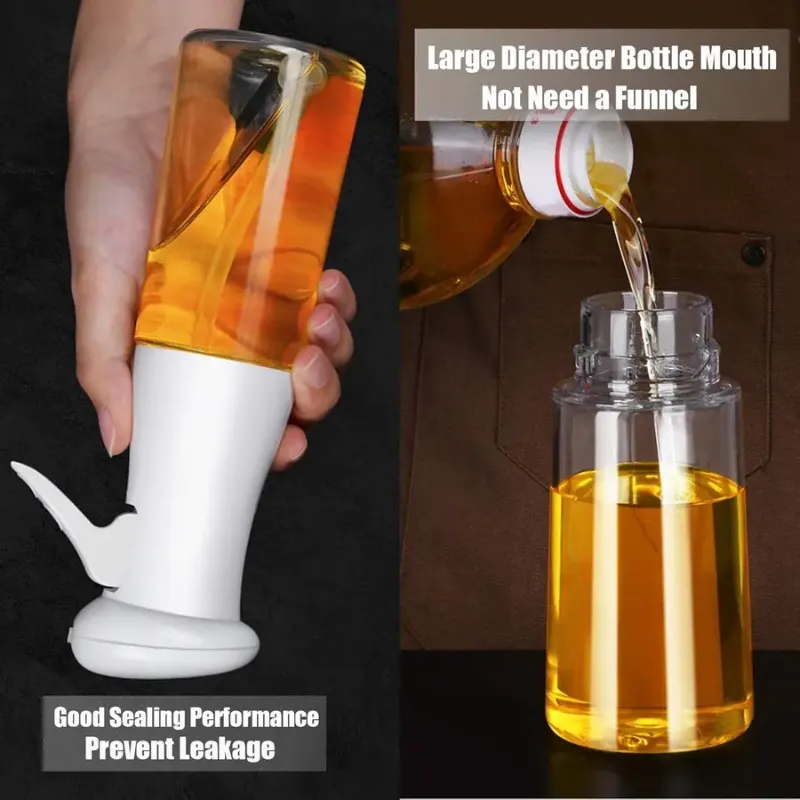 Large Diameter Bottle Mouth
Not Need a Funnel
Good Sealing Performance
Prevent Leakage